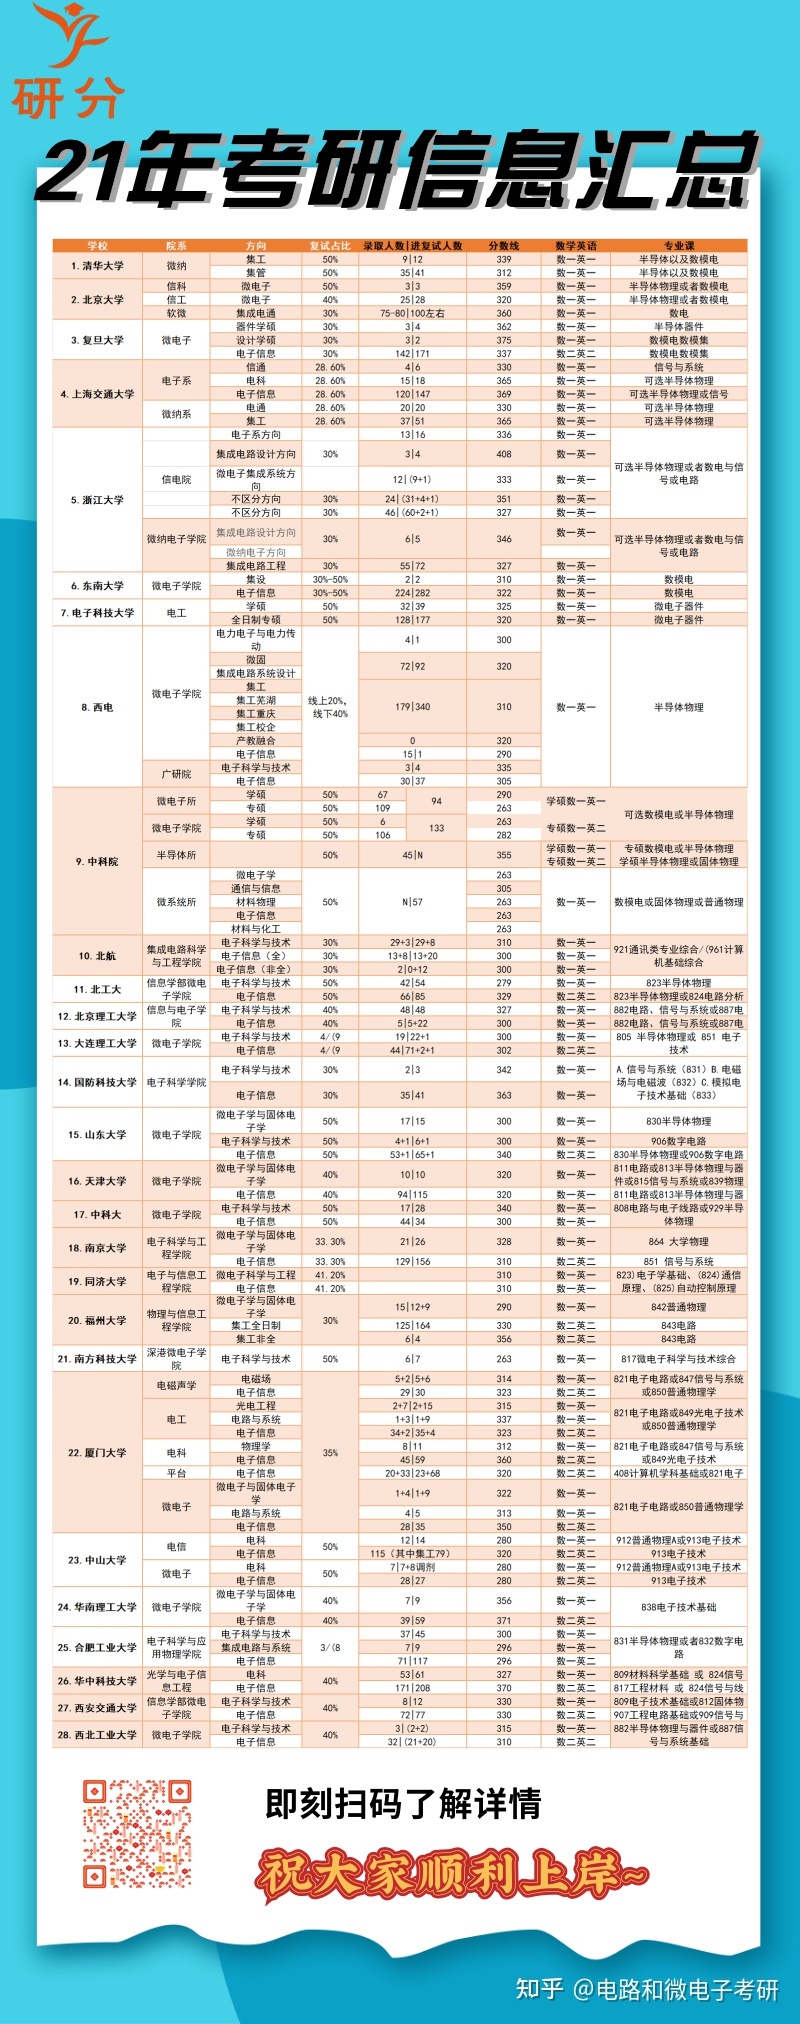 研分
21年考研信息汇总
学校 院系 方向 复试占比 录取人数|进复试人数 分数线 数学英语 专业课
1. 清华大学 微纳 集工 50% 9|12 339 数一英一 半导体以及数模电
集管 50% 35|41 312 数一英一 半导体以及数模电
2. 北京大学 信科 微电子 50% 3|3 359 数一英一 半导体物理或者数模电
信工 微电子 40% 25|28 320 数一英一 半导体物理或者数模电
软微 集成电通 30% 75-80|100左右 360 数一英一 数电
3. 复旦大学 微电子 器件学硕 30% 3|4 362 数一英一 半导体器件
设计学硕 30% 3|2 375 数一英一 数模电数模集
电子信息 30% 142|171 337 数二英二 数模电数模集
4. 上海交通大学 电子系 信通 28.60% 4|6 330 数一英一 信号与系统
电科 28.60% 15|18 365 数一英一 可选半导体物理
电子信息 28.60% 120|147 369 数一英一 可选半导体物理或信号
微纳系 电通 28.60% 20|20 330 数一英一 可选半导体物理
集工 28.60% 37|51 365 数一英一 可选半导体物理
5. 浙江大学 信电院 电子系方向 30% 13|16 336 数一英一 可选半导体物理或者数电与信号或电路
集成电路设计方向 3|4 408 数一英一
微电子集成系统方向 12|(9+1) 333 数一英一
不区分方向 30% 24|(31+4+1) 351 数一英一
不区分方向 30% 46|(60+2+1) 327 数一英一
微纳电子学院 集成电路设计方向 30% 6|5 346 数一英一 可选半导体物理或者数电与信号或电路
微纳电子方向
集成电路工程 30% 55|72 327 数一英一
6. 东南大学 微电子学院 集设 30%-50% 2|2 310 数一英一 数模电
电子信息 30%-50% 224|282 322 数一英一 数模电
7. 电子科技大学 电工 学硕 50% 32|39 325 数一英一 微电子器件
全日制专硕 50% 128|177 320 数一英一 微电子器件
8. 西电 微电子学院 电力电子与电力传动 线上20%，线下40% 4|1 300 数一英一 半导体物理
微固 72|92 320
集成电路系统设计
集工 179|340 310
集工芜湖
集工重庆
集工校企
产教融合 0 320
电子信息 15|1 290
广研院 电子科学与技术 3|4 335
电子信息 30|37 305
9. 中科院 微电子所 学硕 50% 67 94 290 学硕数一英一 可选数模电或半导体物理
专硕 50% 109 263
微电子学院 学硕 50% 6 133 263 专硕数一英二
专硕 50% 106 282
半导体所 50% 45|N 355 学硕数一英一 专硕数模电或半导体物理
专硕数一英二 学硕半导体物理或固体物理
微系统所 微电子学 50% N|57 263 数一英一 数模电或固体物理或普通物理
通信与信息 305
材料物理 263
电子信息 263
材料与化工 263
10. 北航 集成电路科学与工程学院 电子科学与技术 30% 29+3|29+8 310 数一英一 921通讯类专业综合/(961计算机基础综合
电子信息（全） 30% 13+8|13+20 300 数一英一
电子信息（非全） 30% 2|0+12 300 数一英一
11. 北工大 信息学部微电子学院 电子科学与技术 50% 42|54 279 数一英一 823半导体物理
电子信息 50% 66|85 329 数二英二 823半导体物理或824电路分析
12. 北京理工大学 信息与电子学院 电子科学与技术 40% 48|48 327 数一英一 882电路、信号与系统或887电
电子信息 40% 5|5+22 300 数一英一 882电路、信号与系统或887电
13. 大连理工大学 微电子学院 电子科学与技术 4/(9 19|22+1 300 数一英一 805 半导体物理或 851 电子技术
电子信息 4/(9 44|71+2+1 302 数二英二
14. 国防科技大学 电子科学学院 电子科学与技术 30% 2|3 342 数一英一 A.信号与系统（831）B.电磁场与电磁波（832）C.模拟电子技术基础（833）
电子信息 30% 35|41 363 数一英一
15. 山东大学 微电子学院 微电子学与固体电子学 50% 17|15 300 数一英一 830半导体物理
电子科学与技术 50% 4+1|6+1 300 数一英一 906数字电路
电子信息 50% 53+1|65+1 340 数二英二 830半导体物理或906数字电路
16. 天津大学 微电子学院 微电子学与固体电子学 40% 10|10 320 数一英一 811电路或813半导体物理与器件或815信号与系统或839物理
电子信息 40% 94|115 320 数一英一 811电路或813半导体物理与器
17. 中科大 微电子学院 电子科学与技术 50% 17|28 340 数一英一 808电路与电子线路或929半导体物理
电子信息 50% 44|34 300 数一英一
18. 南京大学 电子科学与工程学院 微电子学与固体电子学 33.30% 21|26 328 数一英一 864 大学物理
电子信息 33.30% 129|156 310 数二英二 851 信号与系统
19. 同济大学 电子与信息工程学院 微电子科学与工程 41.20% 310 数一英一 823)电子学基础、(824)通信原理、(825)自动控制原理
电子信息 41.20% 310 数一英一
20. 福州大学 物理与信息工程学院 微电子学与固体电子学 30% 15|12+9 290 数一英一 842普通物理
集工全日制 125|164 330 数二英二 843电路
集工非全 6|4 356 数二英二 843电路
21. 南方科技大学 深港微电子学院 电子科学与技术 50% 6|7 263 数一英一 817微电子科学与技术综合
22. 厦门大学 电磁声学 电磁场 35% 5+2|5+6 314 数一英一 821电子电路或847信号与系统或850普通物理学
电子信息 29|30 323 数二英二
电工 光电工程 2+7|2+15 315 数一英一 821电子电路或849光电子技术或850普通物理学
电路与系统 1+3|1+9 337 数一英一
电子信息 34+2|35+4 323 数二英二
电科 物理学 8|11 312 数一英一 821电子电路或847信号与系统或849光电子技术
电子信息 45|59 360 数二英二
平台 电子信息 20+33|23+68 320 数二英二 408计算机学科基础或821电子
微电子 微电子与固体电子学 1+4|1+9 322 数一英一 821电子电路或850普通物理学
电路与系统 4|5 313 数一英一
电子信息 28|35 350 数二英二
23. 中山大学 电信 电科 50% 12|14 280 数一英一 912普通物理A或913电子技术
电子信息 115（其中集工79） 320 数二英二 913电子技术
微电子 电科 50% 7|7+8调剂 280 数一英一 912普通物理A或913电子技术
电子信息 28|27 280 数二英二 913电子技术
24. 华南理工大学 微电子学院 微电子学与固体电子学 40% 7|9 356 数一英一 838电子技术基础
电子信息 40% 39|59 371 数二英二
25. 合肥工业大学 电子科学与应用物理学院 电子科学与技术 3/(8 37|45 300 数一英一 831半导体物理或者832数字电路
集成电路与系统 7|9 296 数一英一
电子信息 71|117 296 数二英二
26. 华中科技大学 光学与电子信息工程 电科 40% 53|61 327 数一英一 809材料科学基础 或 824信号
电子信息 171|208 370 数二英二 817工程材料 或 824信号与线
27. 西安交通大学 信息学部微电子学院 电子科学与技术 40% 8|12 330 数一英一 809电子技术基础或812固体物
电子信息 72|77 330 数二英二 907工程电路基础或909信号与
28. 西北工业大学 微电子学院 电子科学与技术 40% 3|(2+2) 315 数一英一 882半导体物理与器件或887信号与系统基础
电子信息 32|(21+20) 310 数二英二
即刻扫码了解详情
祝大家顺利上岸~
知乎 @电路和微电子考研